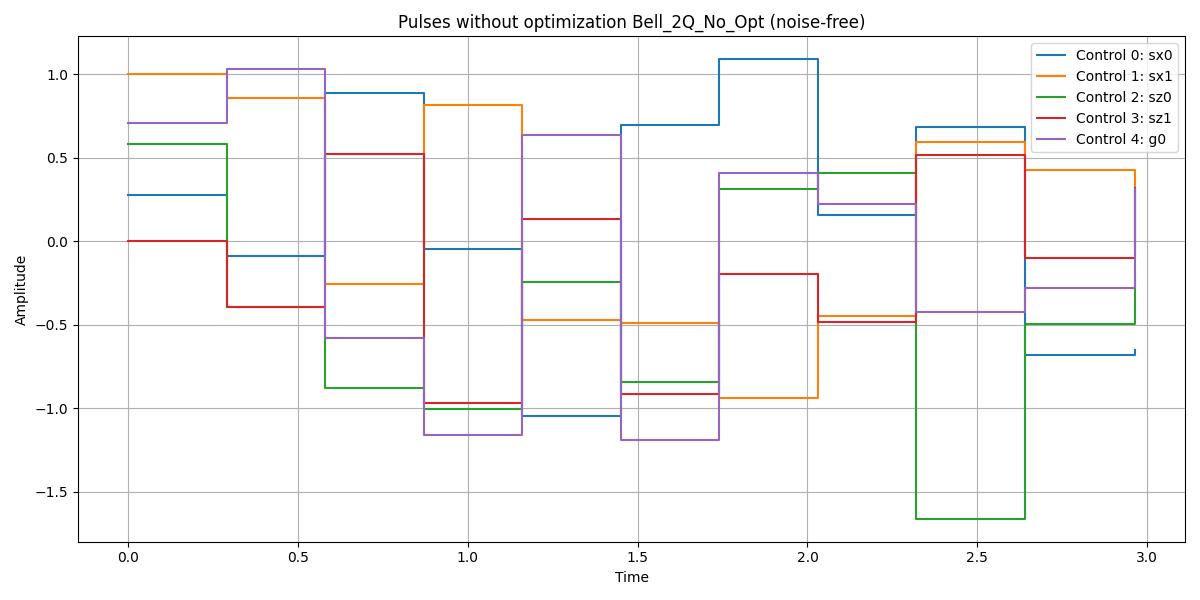 Pulses without optimization Bell_2Q_No_Opt (noise-free)
Control 0: sx0
Control 1: sx1
Control 2: sz0
Control 3: sz1
Control 4: g0
Amplitude
1.0
0.5
0.0
−0.5
−1.0
−1.5
0.0 0.5 1.0 1.5 2.0 2.5 3.0
Time